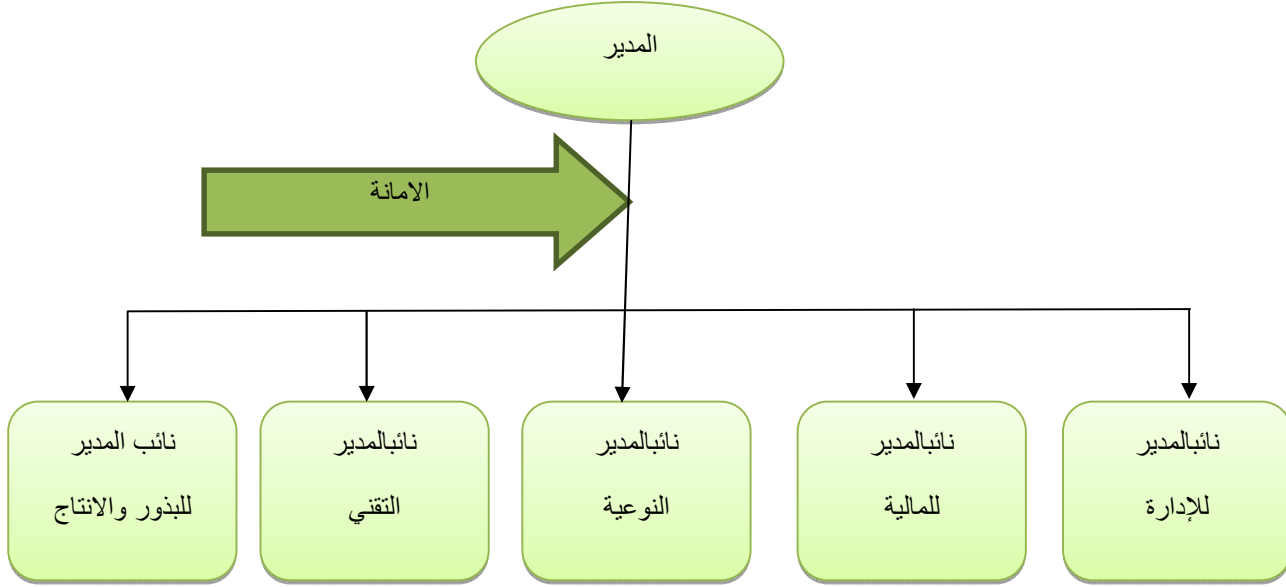 المدير
الامانة
نائبالمدير
للإدارة
نائبالمدير
للمالية
نائبالمدير
النوعية
نائبالمدير
التقني
نائب المدير
للبذور والانتاج